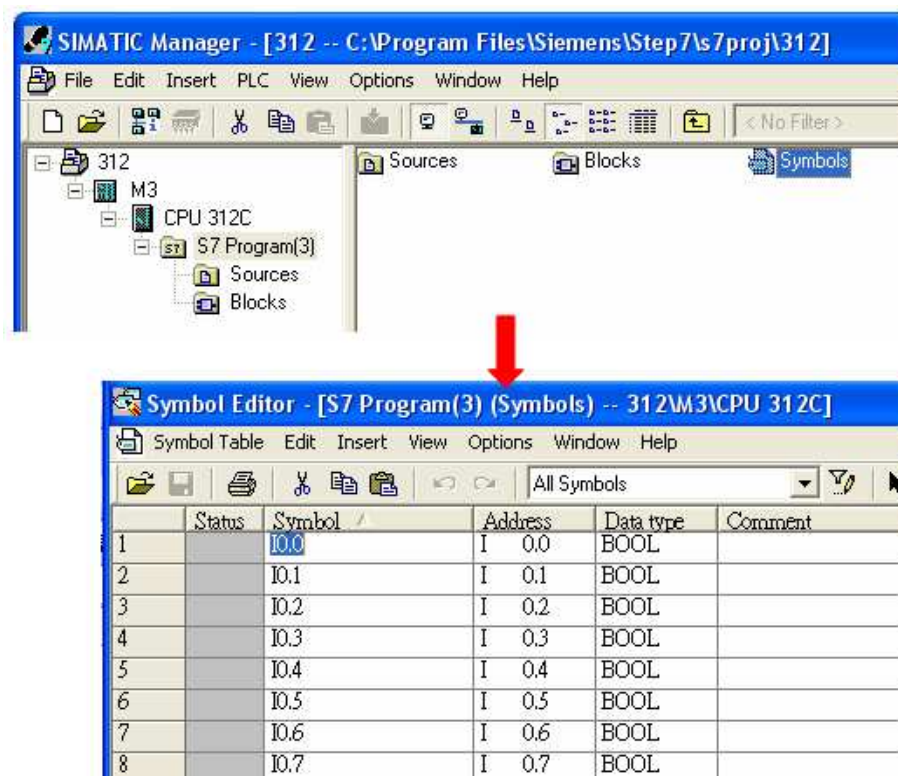 SIMATIC Manager - [312 -- C:\Program Files\Siemens\Step7\s7proj\312]
File Edit Insert PLC View Options Window Help
< No Filter >
312
M3
CPU 312C
S7 Program(3)
Sources
Blocks
Sources Blocks Symbols
Symbol Editor - [S7 Program(3) (Symbols) -- 312\M3\CPU 312C]
Symbol Table Edit Insert View Options Window Help
All Symbols
Status Symbol Address Data type Comment
1 I0.0 I 0.0 BOOL
2 I0.1 I 0.1 BOOL
3 I0.2 I 0.2 BOOL
4 I0.3 I 0.3 BOOL
5 I0.4 I 0.4 BOOL
6 I0.5 I 0.5 BOOL
7 I0.6 I 0.6 BOOL
8 I0.7 I 0.7 BOOL